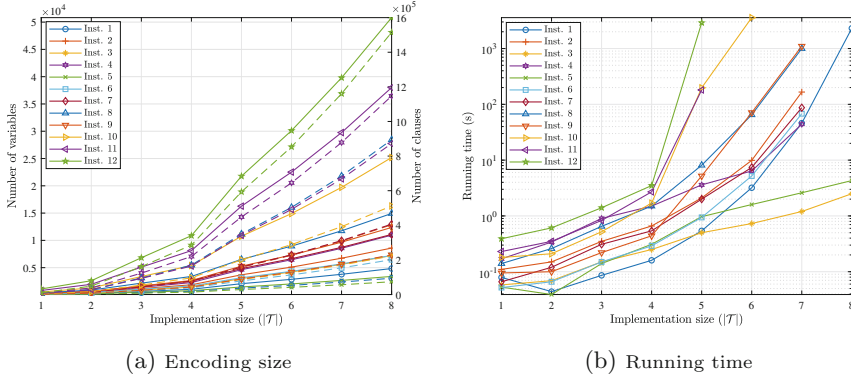 ×10⁴
×10⁵
5
4.5
4
3.5
3
2.5
2
1.5
1
0.5
16
14
12
10
8
6
4
2
0
Number of variables
Number of clauses
Inst. 1
Inst. 2
Inst. 3
Inst. 4
Inst. 5
Inst. 6
Inst. 7
Inst. 8
Inst. 9
Inst. 10
Inst. 11
Inst. 12
1 2 3 4 5 6 7 8
Implementation size (|𝒯|)
(a) Encoding size
10³
10²
10¹
10⁰
10⁻¹
Running time (s)
Inst. 1
Inst. 2
Inst. 3
Inst. 4
Inst. 5
Inst. 6
Inst. 7
Inst. 8
Inst. 9
Inst. 10
Inst. 11
Inst. 12
1 2 3 4 5 6 7 8
Implementation size (|𝒯|)
(b) Running time